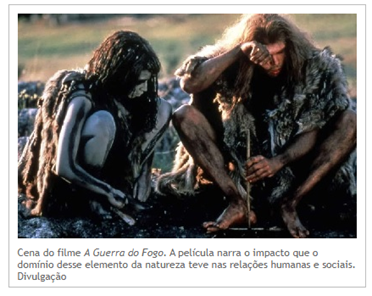 Cena do filme A Guerra do Fogo. A película narra o impacto que o
domínio desse elemento da natureza teve nas relações humanas e sociais.
Divulgação